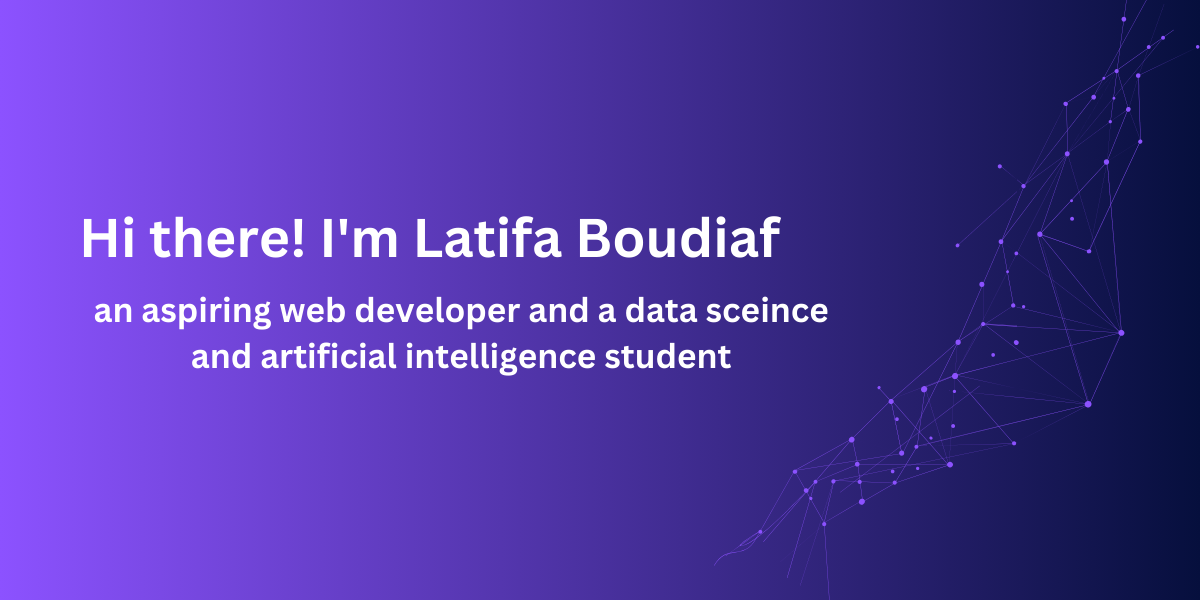 Hi there! I'm Latifa Boudiaf
an aspiring web developer and a data sceince
and artificial intelligence student